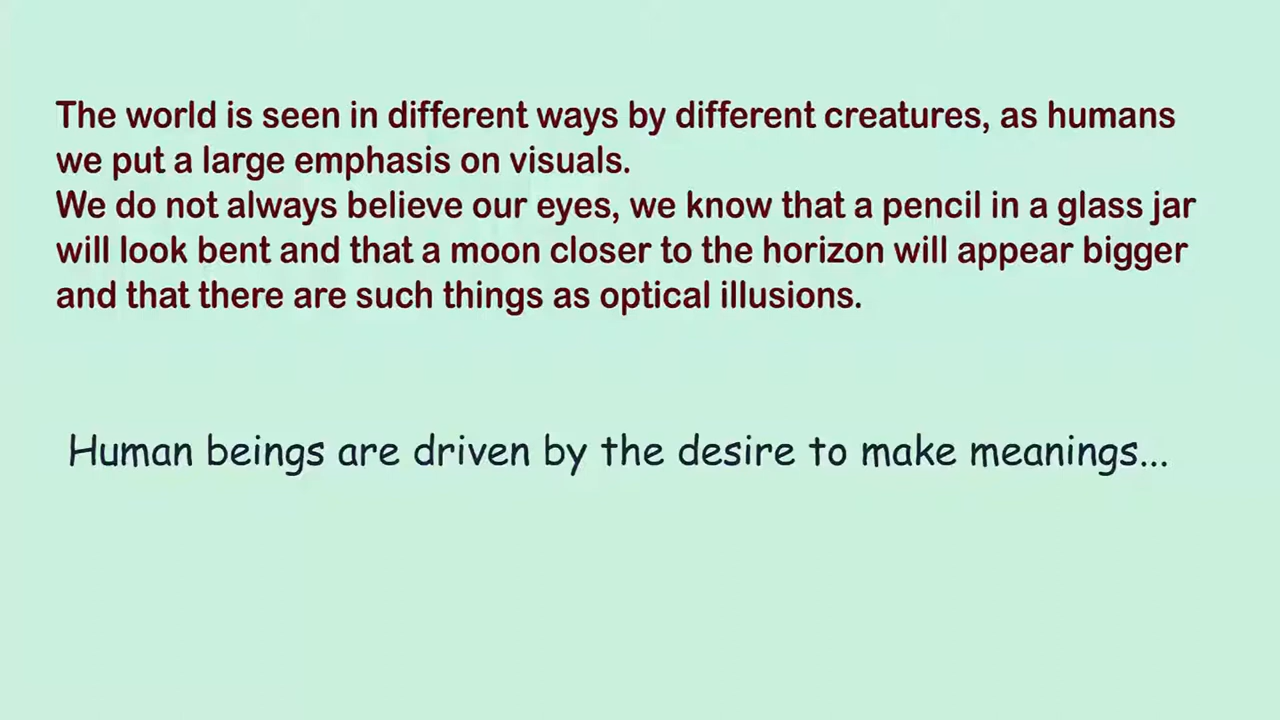 The world is seen in different ways by different creatures, as humans
we put a large emphasis on visuals.
We do not always believe our eyes, we know that a pencil in a glass jar
will look bent and that a moon closer to the horizon will appear bigger
and that there are such things as optical illusions.
Human beings are driven by the desire to make meanings...